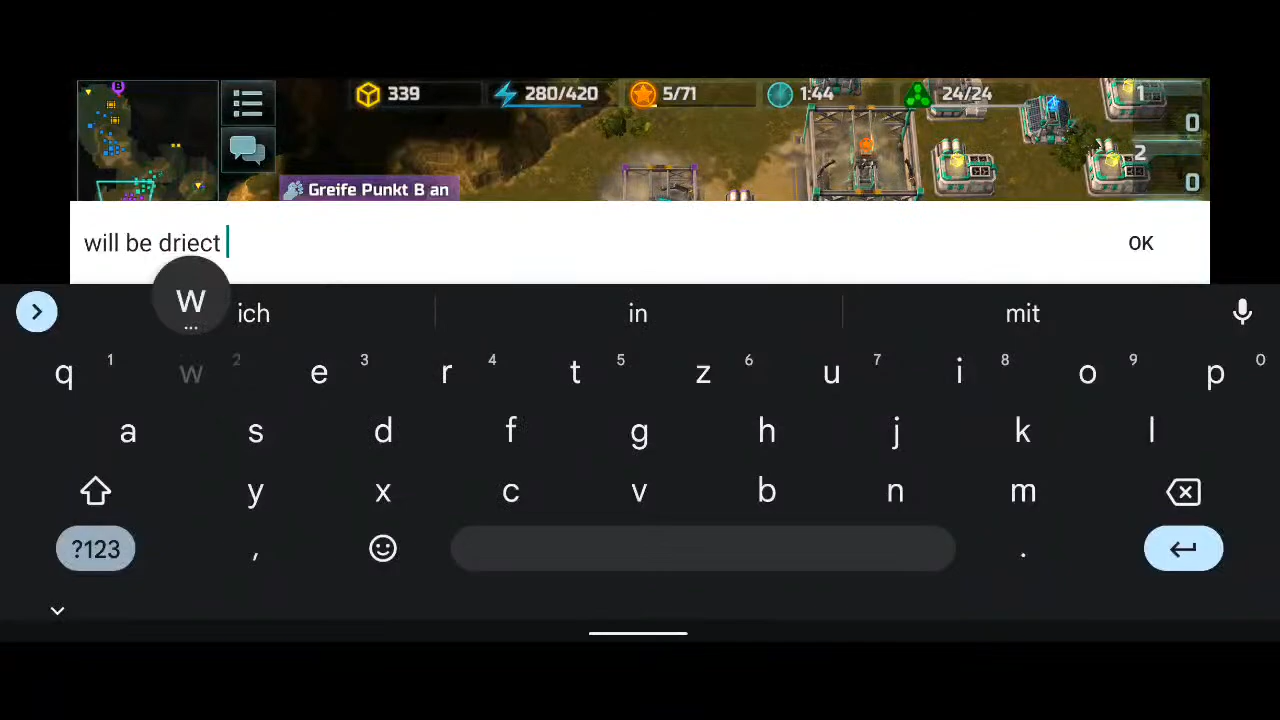 339 280/420 5/71 1:44 24/24 1
0
2
0
B
Greife Punkt B an
will be driect OK
w
...
ich in mit
1 2 3 4 5 6 7 8 9 0
q w e r t z u i o p
a s d f g h j k l
y x c v b n m
?123 , .